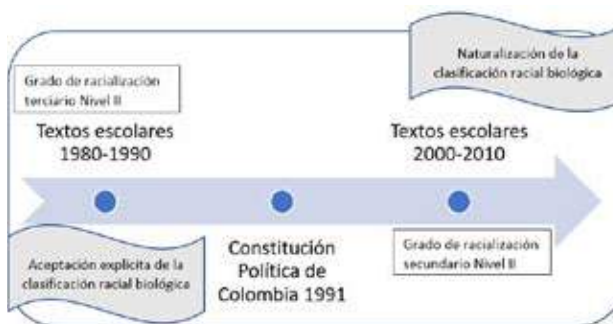 Naturalización de la
clasificación racial biológica
Grado de racialización
terciario Nivel II
Textos escolares
1980-1990
Textos escolares
2000-2010
Aceptación explicita de la
clasificación racial biológica
Constitución
Política de
Colombia 1991
Grado de racialización
secundario Nivel II